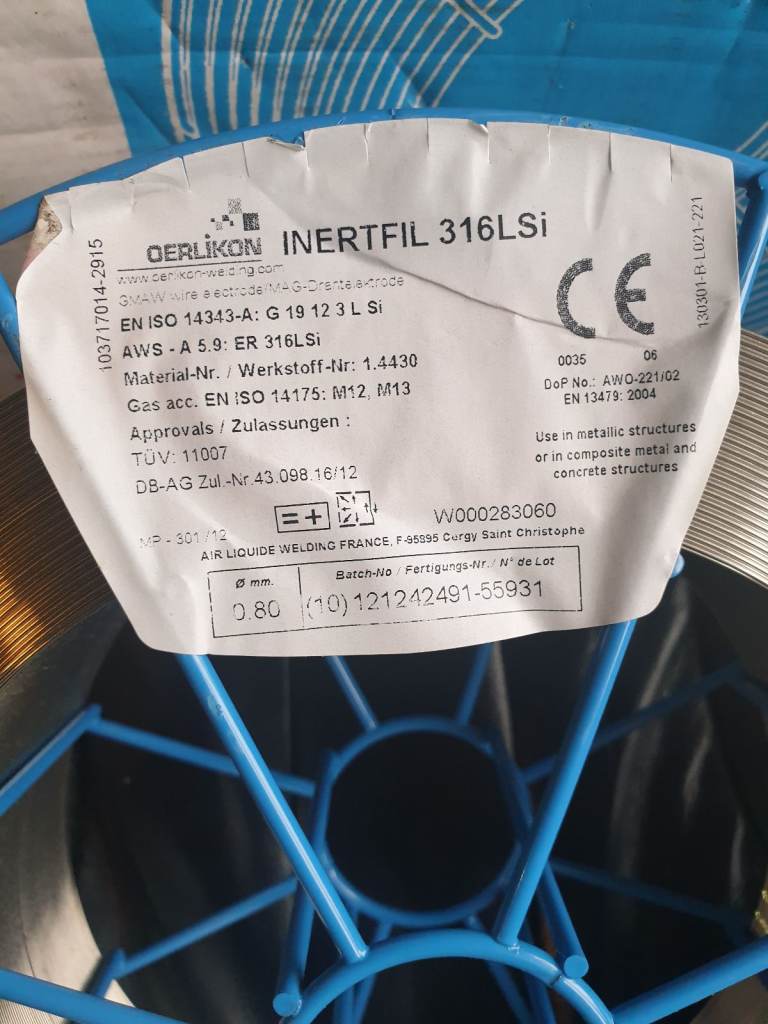 OERLIKON INERTFIL 316LSi
www.oerlikon-welding.com
GMAW wire electrode/MAG-Drahtelektrode
EN ISO 14343-A: G 19 12 3 L Si
AWS - A 5.9: ER 316LSi
Material-Nr. / Werkstoff-Nr: 1.4430
Gas acc. EN ISO 14175: M12, M13
Approvals / Zulassungen :
TÜV: 11007
DB-AG Zul.-Nr.43.098.16/12
103717014-2915
CE
0035 06
DoP No.: AWO-221/02
EN 13479: 2004
Use in metallic structures
or in composite metal and
concrete structures
130301-B L021-221
= +
W000283060
MP - 301 /12
AIR LIQUIDE WELDING FRANCE, F-95895 Cergy Saint Christophe
Ø mm.
0.80
Batch-No / Fertigungs-Nr./ N° de Lot
(10) 121242491-55931